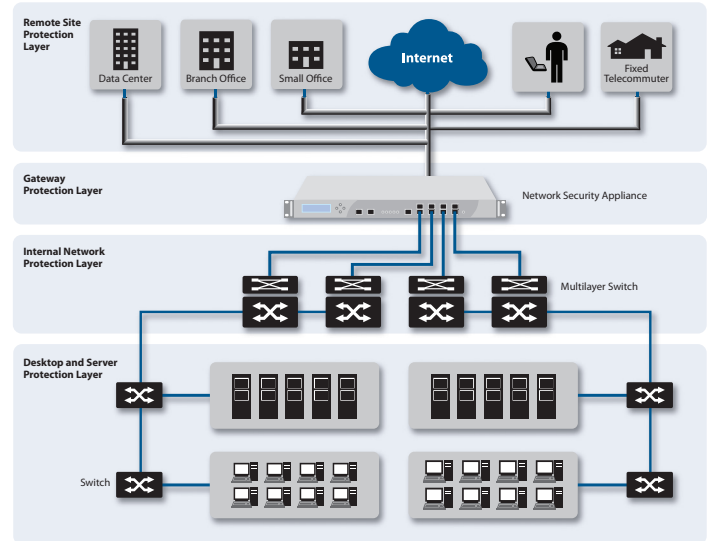 Remote Site
Protection
Layer
Data Center
Branch Office
Small Office
Internet
Fixed
Telecommuter
Gateway
Protection Layer
Network Security Appliance
Internal Network
Protection Layer
Multilayer Switch
Desktop and Server
Protection Layer
Switch